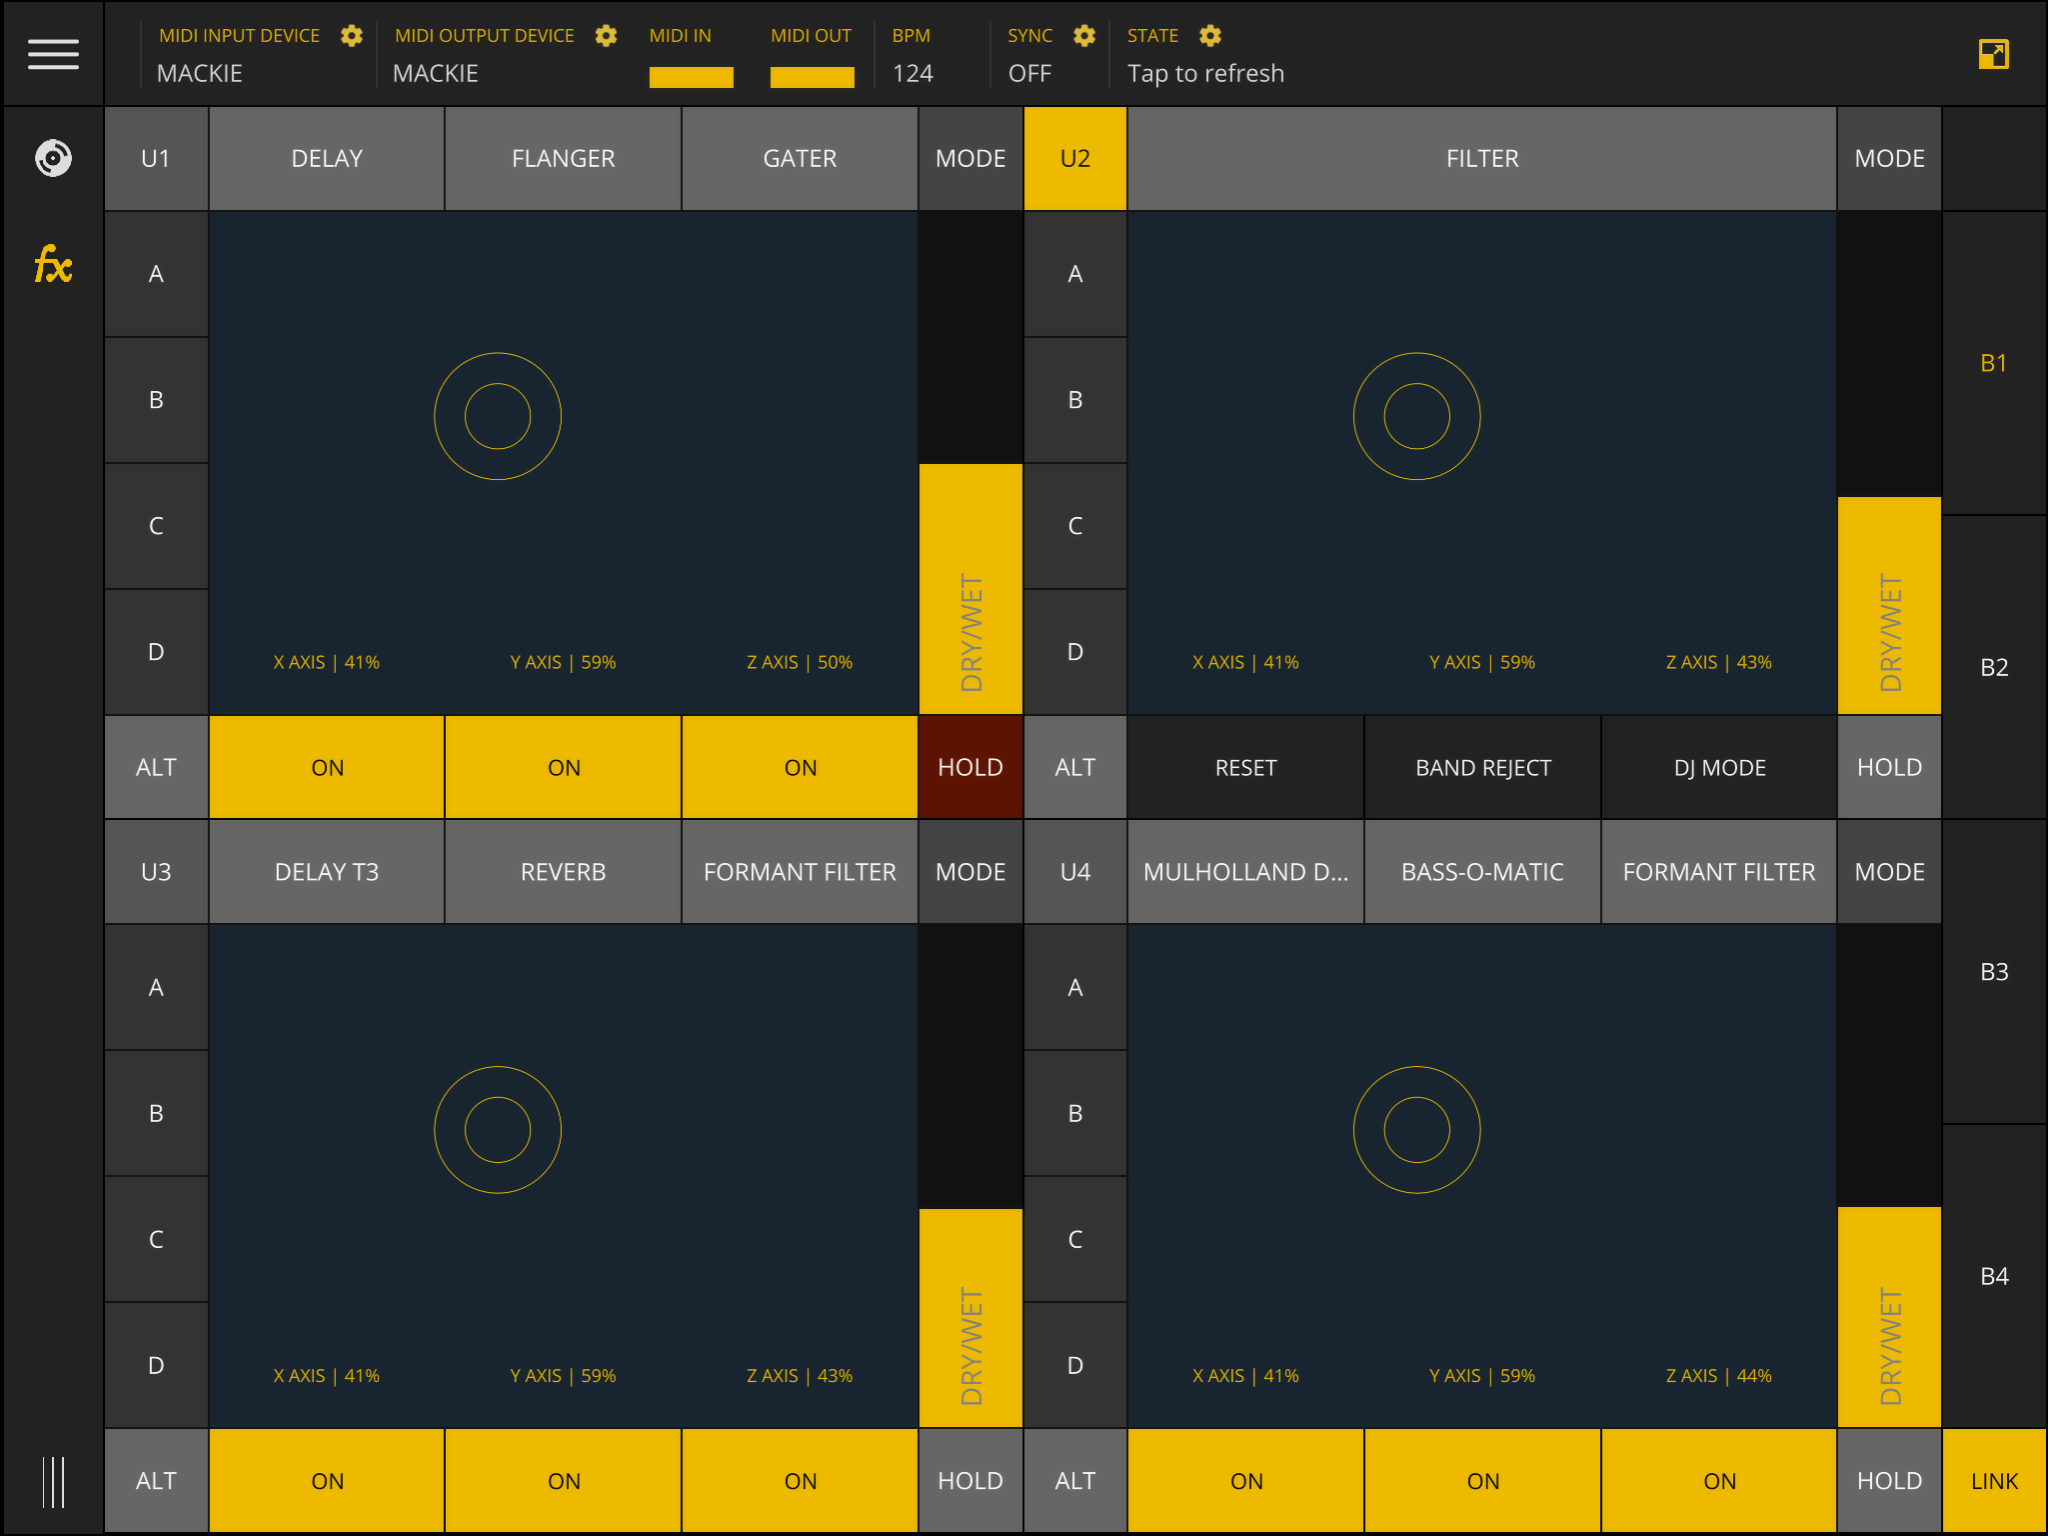 MIDI INPUT DEVICE MIDI OUTPUT DEVICE MIDI IN MIDI OUT BPM SYNC STATE
MACKIE MACKIE 124 OFF Tap to refresh
U1 DELAY FLANGER GATER MODE U2 FILTER MODE
A A
B B B1
C C
D X AXIS | 41% Y AXIS | 59% Z AXIS | 50% DRY/WET D X AXIS | 41% Y AXIS | 59% Z AXIS | 43% DRY/WET B2
ALT ON ON ON HOLD ALT RESET BAND REJECT DJ MODE HOLD
U3 DELAY T3 REVERB FORMANT FILTER MODE U4 MULHOLLAND D... BASS-O-MATIC FORMANT FILTER MODE
A A B3
B B
C C B4
D X AXIS | 41% Y AXIS | 59% Z AXIS | 43% DRY/WET D X AXIS | 41% Y AXIS | 59% Z AXIS | 44% DRY/WET
ALT ON ON ON HOLD ALT ON ON ON HOLD LINK
fx